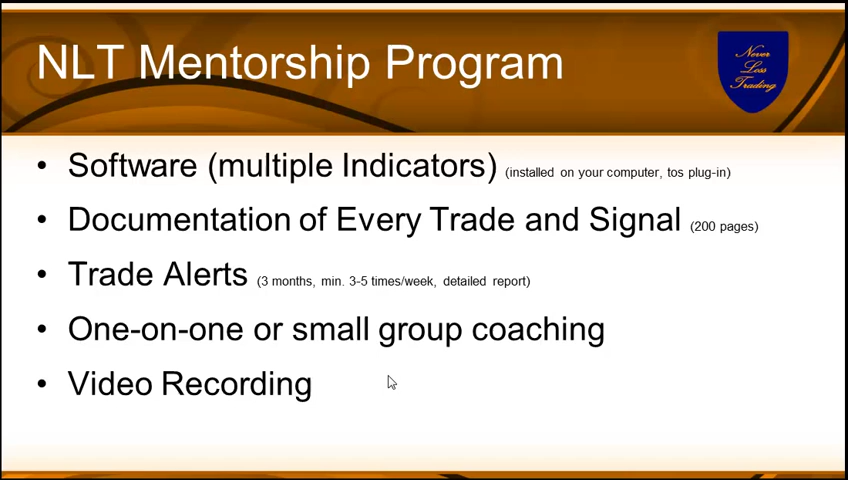 NLT Mentorship Program
Never
Loss
Trading
• Software (multiple Indicators) (installed on your computer, tos plug-in)
• Documentation of Every Trade and Signal (200 pages)
• Trade Alerts (3 months, min. 3-5 times/week, detailed report)
• One-on-one or small group coaching
• Video Recording